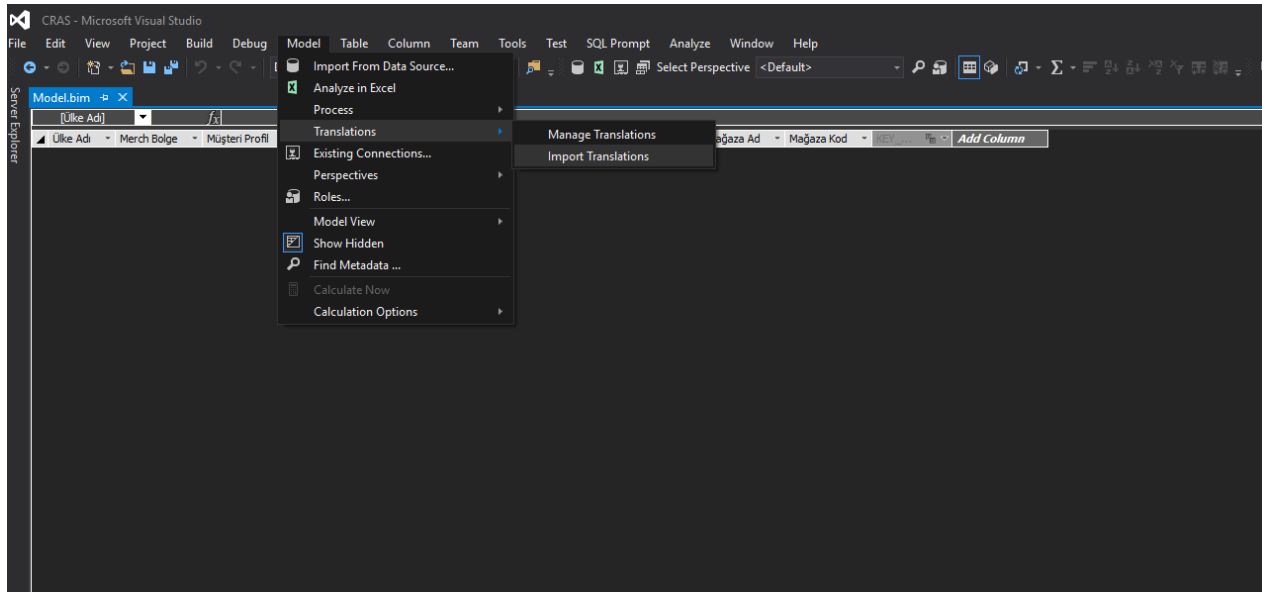 CRAS - Microsoft Visual Studio
File Edit View Project Build Debug Model Table Column Team Tools Test SQL Prompt Analyze Window Help
Select Perspective <Default>
Server Explorer
Model.bim
[Ülke Adi] fx
Ülke Adı Merch Bolge Müşteri Profil ağaza Ad Mağaza Kod KEY_... Add Column
Import From Data Source...
Analyze in Excel
Process
Translations
Manage Translations
Import Translations
Existing Connections...
Perspectives
Roles...
Model View
Show Hidden
Find Metadata ...
Calculate Now
Calculation Options